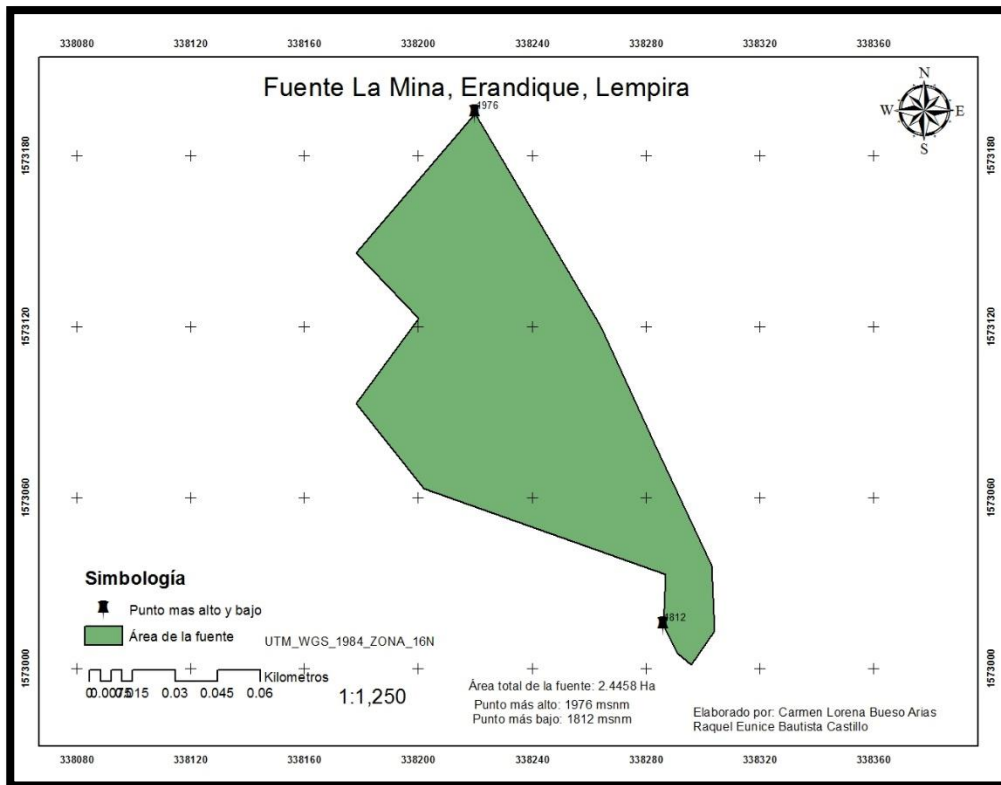 338080 338120 338160 338200 338240 338280 338320 338360
Fuente La Mina, Erandique, Lempira
N
W E
S
1976
1573180 1573180
1573120 1573120
1573060 1573060
Simbología
Punto mas alto y bajo
1812
Área de la fuente
UTM_WGS_1984_ZONA_16N
1573000 1573000
Kilometros
0.03 0.045 0.06
1:1,250
Área total de la fuente: 2.4458 Ha
Punto más alto: 1976 msnm
Punto más bajo: 1812 msnm
Elaborado por: Carmen Lorena Bueso Arias
Raquel Eunice Bautista Castillo
338080 338120 338160 338200 338240 338280 338320 338360